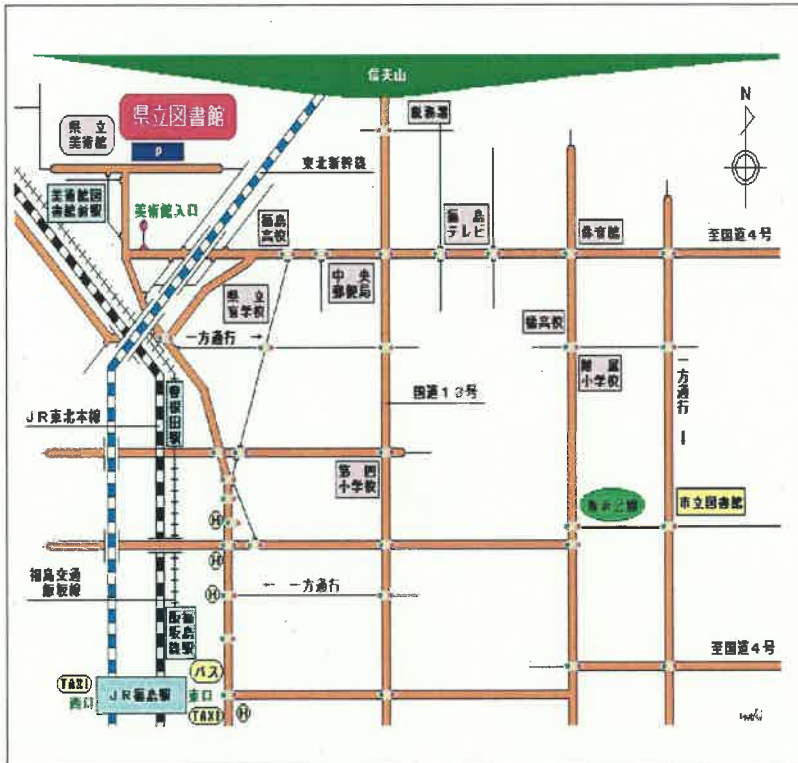 信夫山
県立図書館
県立
美術館
P
税務署
N
東北新幹線
美術館図
書館前駅
美術館入口
福島
高校
福島
テレビ
体育館
至国道4号
中央
郵便局
県立
盲学校
橘高校
一方通行 →
附属
小学校
一方通行 →
国道13号
JR東北本線
曽根田駅
第四
小学校
市立図書館
H
H
福島交通
飯坂線
← 一方通行
H
飯坂線
福島駅
至国道4号
バス
TAXI
西口
JR福島駅
東口
TAXI
H